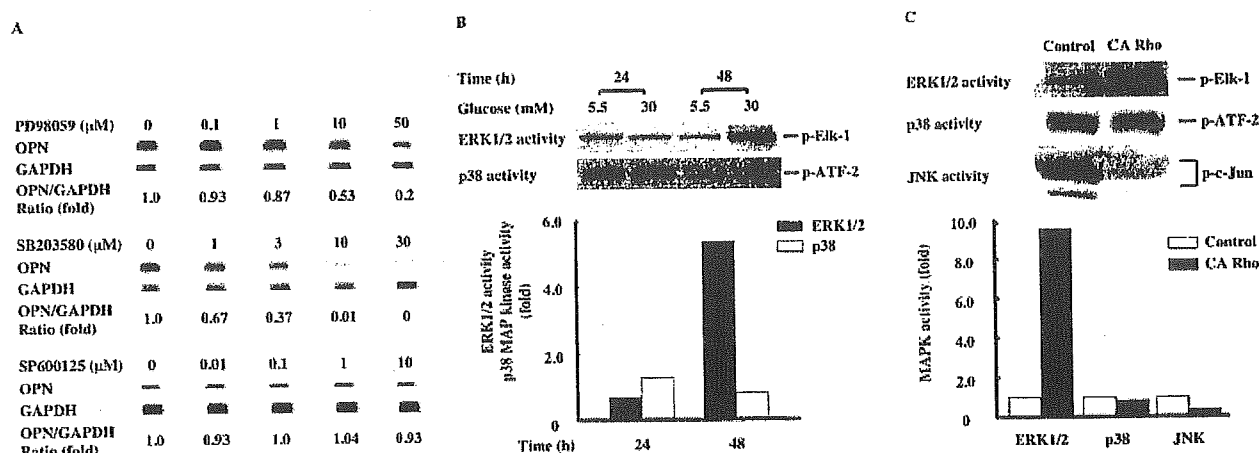 A
PD98059 (μM) 0 0.1 1 10 50
OPN
GAPDH
OPN/GAPDH
Ratio (fold) 1.0 0.93 0.87 0.53 0.2
SB203580 (μM) 0 1 3 10 30
OPN
GAPDH
OPN/GAPDH
Ratio (fold) 1.0 0.67 0.37 0.01 0
SP600125 (μM) 0 0.01 0.1 1 10
OPN
GAPDH
OPN/GAPDH
Ratio (fold) 1.0 0.93 1.0 1.04 0.93
B
Time (h) 24 48
Glucose (mM) 5.5 30 5.5 30
ERK1/2 activity p-Elk-1
p38 activity p-ATF-2
ERK1/2 activity
p38 MAP kinase activity
(fold)
6.0
4.0
2.0
0
ERK1/2
p38
Time (h) 24 48
C
Control CA Rho
ERK1/2 activity p-Elk-1
p38 activity p-ATF-2
JNK activity p-c-Jun
MAPK activity (fold)
10.0
8.0
6.0
4.0
2.0
0
Control
CA Rho
ERK1/2 p38 JNK